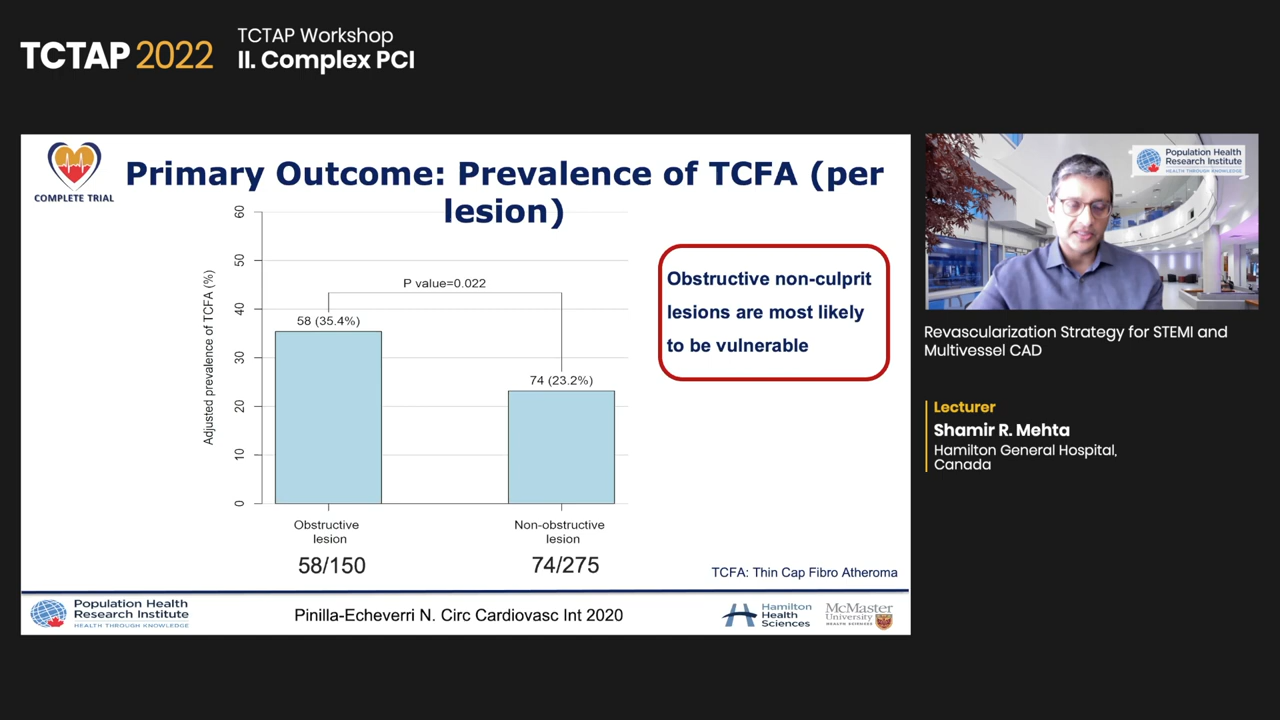 TCTAP 2022
TCTAP Workshop
II. Complex PCI
COMPLETE TRIAL
Primary Outcome: Prevalence of TCFA (per
lesion)
Adjusted prevalence of TCFA (%)
60
50
40
30
20
10
0
P value=0.022
58 (35.4%)
74 (23.2%)
Obstructive
lesion
Non-obstructive
lesion
58/150
74/275
Obstructive non-culprit
lesions are most likely
to be vulnerable
TCFA: Thin Cap Fibro Atheroma
Population Health
Research Institute
HEALTH THROUGH KNOWLEDGE
Pinilla-Echeverri N. Circ Cardiovasc Int 2020
Hamilton
Health
Sciences
McMaster
University
HEALTH SCIENCES
Population Health
Research Institute
HEALTH THROUGH KNOWLEDGE
Revascularization Strategy for STEMI and
Multivessel CAD
Lecturer
Shamir R. Mehta
Hamilton General Hospital,
Canada